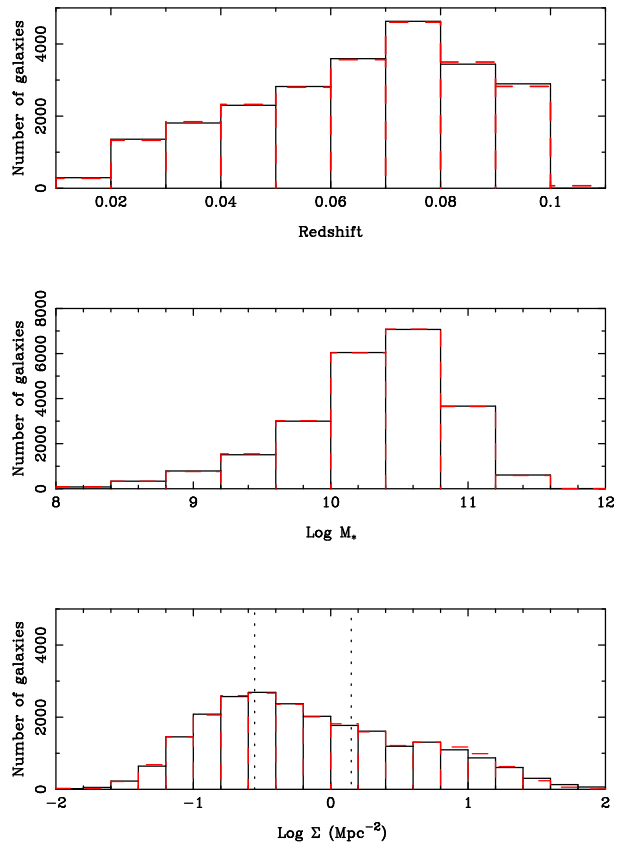 Number of galaxies
4000
2000
0
0.02 0.04 0.06 0.08 0.1
Redshift
Number of galaxies
8000
6000
4000
2000
0
8 9 10 11 12
Log M*
Number of galaxies
4000
2000
0
−2 −1 0 1 2
Log Σ (Mpc⁻²)